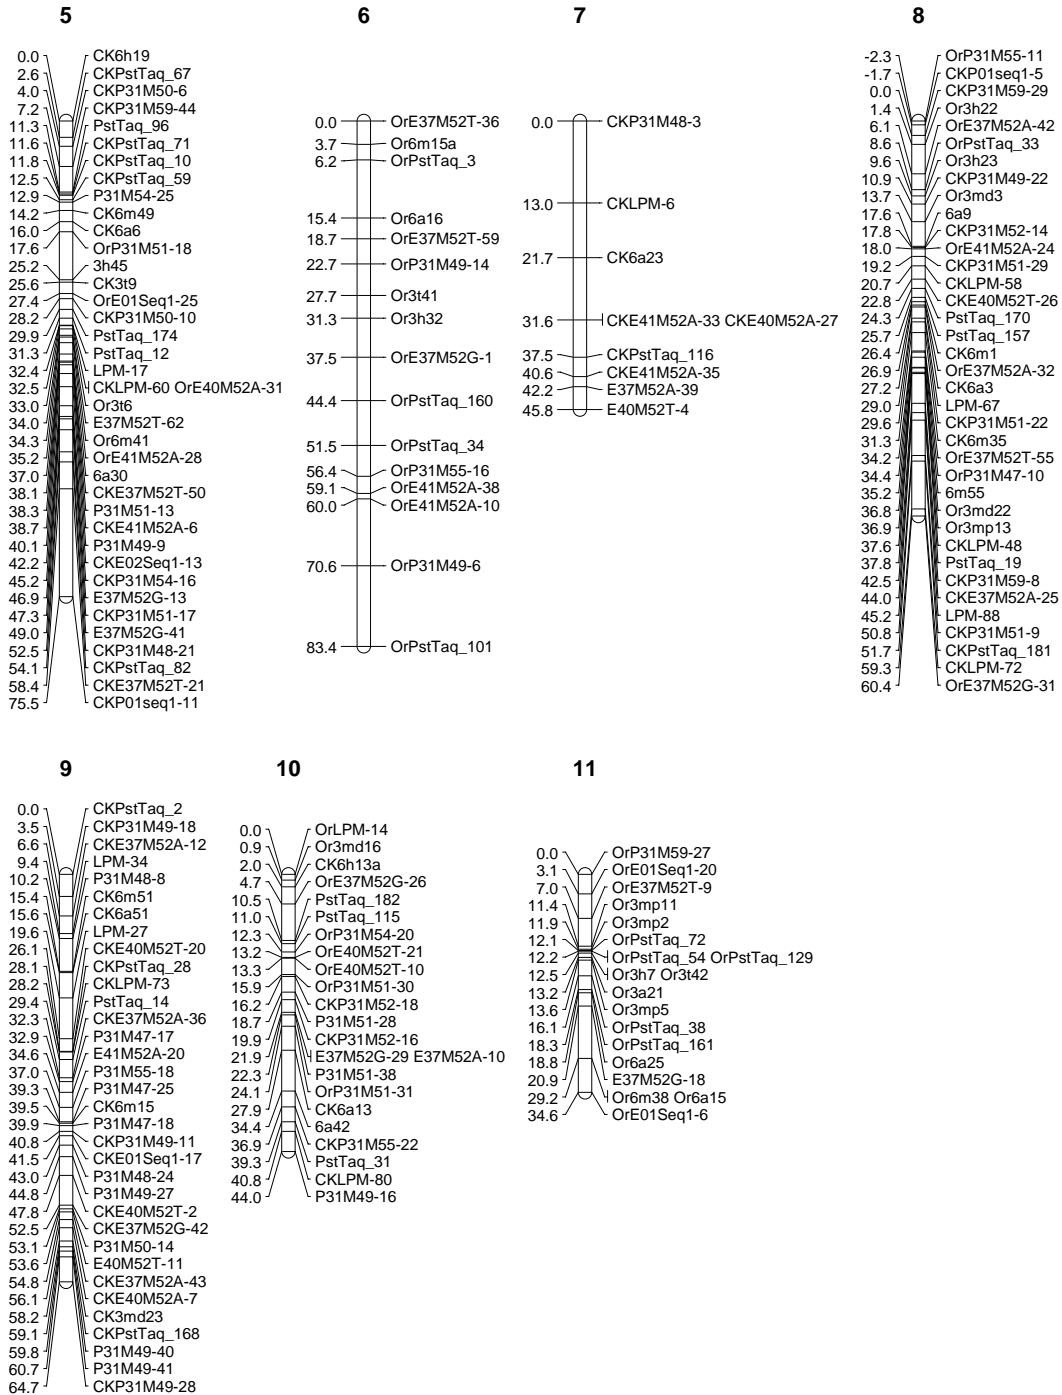 5
0.0 CK6h19
2.6 CKPstTaq_67
4.0 CKP31M50-6
7.2 CKP31M59-44
11.3 PstTaq_96
11.6 CKPstTaq_71
11.8 CKPstTaq_10
12.5 CKPstTaq_59
12.9 P31M54-25
14.2 CK6m49
16.0 CK6a6
17.6 OrP31M51-18
25.2 3h45
25.6 CK3t9
27.4 OrE01Seq1-25
28.2 CKP31M50-10
29.9 PstTaq_174
31.3 PstTaq_12
32.4 LPM-17
32.5 CKLPM-60 OrE40M52A-31
33.0 Or3t6
34.0 E37M52T-62
34.3 Or6m41
35.2 OrE41M52A-28
37.0 6a30
38.1 CKE37M52T-50
38.3 P31M51-13
38.7 CKE41M52A-6
40.1 P31M49-9
42.2 CKE02Seq1-13
45.2 CKP31M54-16
46.9 E37M52G-13
47.3 CKP31M51-17
49.0 E37M52G-41
52.5 CKP31M48-21
54.1 CKPstTaq_82
58.4 CKE37M52T-21
75.5 CKP01seq1-11
6
0.0 OrE37M52T-36
3.7 Or6m15a
6.2 OrPstTaq_3
15.4 Or6a16
18.7 OrE37M52T-59
22.7 OrP31M49-14
27.7 Or3t41
31.3 Or3h32
37.5 OrE37M52G-1
44.4 OrPstTaq_160
51.5 OrPstTaq_34
56.4 OrP31M55-16
59.1 OrE41M52A-38
60.0 OrE41M52A-10
70.6 OrP31M49-6
83.4 OrPstTaq_101
7
0.0 CKP31M48-3
13.0 CKLPM-6
21.7 CK6a23
31.6 CKE41M52A-33 CKE40M52A-27
37.5 CKPstTaq_116
40.6 CKE41M52A-35
42.2 E37M52A-39
45.8 E40M52T-4
8
-2.3 OrP31M55-11
-1.7 CKP01seq1-5
0.0 CKP31M59-29
1.4 Or3h22
6.1 OrE37M52A-42
8.6 OrPstTaq_33
9.6 Or3h23
10.9 CKP31M49-22
13.7 Or3md3
17.6 6a9
17.8 CKP31M52-14
18.0 OrE41M52A-24
19.2 CKP31M51-29
20.7 CKLPM-58
22.8 CKE40M52T-26
24.3 PstTaq_170
25.7 PstTaq_157
26.4 CK6m1
26.9 OrE37M52A-32
27.2 CK6a3
29.0 LPM-67
29.6 CKP31M51-22
31.3 CK6m35
34.2 OrE37M52T-55
34.4 OrP31M47-10
35.2 6m55
36.8 Or3md22
36.9 Or3mp13
37.6 CKLPM-48
37.8 PstTaq_19
42.5 CKP31M59-8
44.0 CKE37M52A-25
45.2 LPM-88
50.8 CKP31M51-9
51.7 CKPstTaq_181
59.3 CKLPM-72
60.4 OrE37M52G-31
9
0.0 CKPstTaq_2
3.5 CKP31M49-18
6.6 CKE37M52A-12
9.4 LPM-34
10.2 P31M48-8
15.4 CK6m51
15.6 CK6a51
19.6 LPM-27
26.1 CKE40M52T-20
28.1 CKPstTaq_28
28.2 CKLPM-73
29.4 PstTaq_14
32.3 CKE37M52A-36
32.9 P31M47-17
34.6 E41M52A-20
37.0 P31M55-18
39.3 P31M47-25
39.5 CK6m15
39.9 P31M47-18
40.8 CKP31M49-11
41.5 CKE01Seq1-17
43.0 P31M48-24
44.8 P31M49-27
47.8 CKE40M52T-2
52.5 CKE37M52G-42
53.1 P31M50-14
53.6 E40M52T-11
54.8 CKE37M52A-43
56.1 CKE40M52A-7
58.2 CK3md23
59.1 CKPstTaq_168
59.8 P31M49-40
60.7 P31M49-41
64.7 CKP31M49-28
10
0.0 OrLPM-14
0.9 Or3md16
2.0 CK6h13a
4.7 OrE37M52G-26
10.5 PstTaq_182
11.0 PstTaq_115
12.3 OrP31M54-20
13.2 OrE40M52T-21
13.3 OrE40M52T-10
15.9 OrP31M51-30
16.2 CKP31M52-18
18.7 P31M51-28
19.9 CKP31M52-16
21.9 E37M52G-29 E37M52A-10
22.3 P31M51-38
24.1 OrP31M51-31
27.9 CK6a13
34.4 6a42
36.9 CKP31M55-22
39.3 PstTaq_31
40.8 CKLPM-80
44.0 P31M49-16
11
0.0 OrP31M59-27
3.1 OrE01Seq1-20
7.0 OrE37M52T-9
11.4 Or3mp11
11.9 Or3mp2
12.1 OrPstTaq_72
12.2 OrPstTaq_54 OrPstTaq_129
12.5 Or3h7 Or3t42
13.2 Or3a21
13.6 Or3mp5
16.1 OrPstTaq_38
18.3 OrPstTaq_161
18.8 Or6a25
20.9 E37M52G-18
29.2 Or6m38 Or6a15
34.6 OrE01Seq1-6